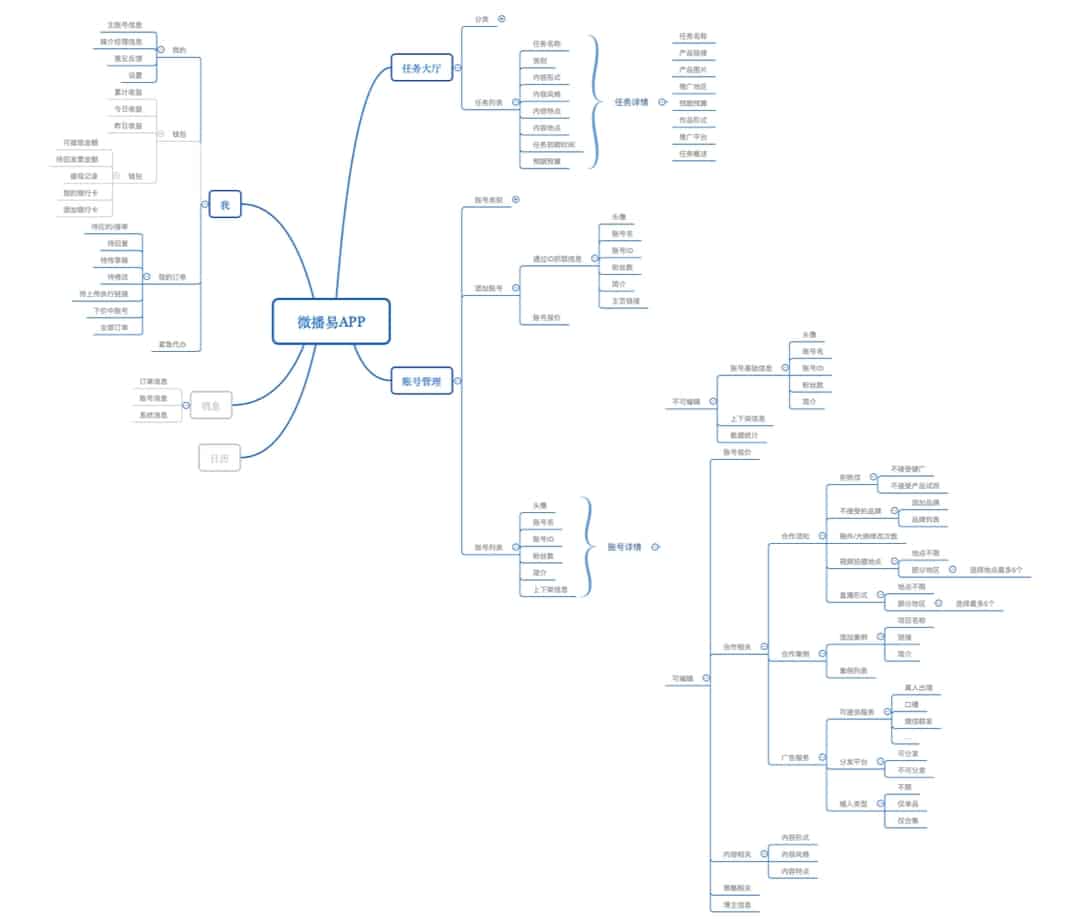 微播易APP
任务大厅
分类
任务列表
任务名称
类别
内容形式
内容风格
内容特点
内容地点
任务招募时间
预期预算
任务详情
任务名称
产品链接
产品图片
推广地区
预期预算
作品形式
推广平台
任务概述
账号管理
账号类别
添加账号
通过ID抓取信息
头像
账号名
账号ID
粉丝数
简介
主页链接
账号报价
账号列表
头像
账号名
账号ID
粉丝数
简介
上下架信息
账号详情
不可编辑
账号基础信息
头像
账号名
账号ID
粉丝数
简介
上下架信息
数据统计
可编辑
账号报价
合作相关
合作须知
不接受硬广
不接受产品试用
不接受的品牌
添加品牌
品牌列表
脚本/大纲修改次数
视频拍摄地点
地点不限
部分地区
选择地点最多6个
直播形式
地点不限
部分地区
选择最多6个
合作案例
添加案例
项目名称
链接
简介
案例列表
广告服务
可提供服务
真人出境
口播
微信群发
...
分发平台
可分发
不可分发
植入类型
不限
仅单品
仅合集
内容相关
内容形式
内容风格
内容特点
博主信息
我
我的
主账号信息
媒介经理信息
意见反馈
设置
钱包
累计收益
今日收益
昨日收益
钱包
可提现金额
待回发票金额
提现记录
我的银行卡
添加银行卡
我的订单
待应约/接单
待回复
待传草稿
待修改
待上传执行链接
下价中账号
全部订单
紧急代办
消息
订单消息
账号消息
系统消息
日历